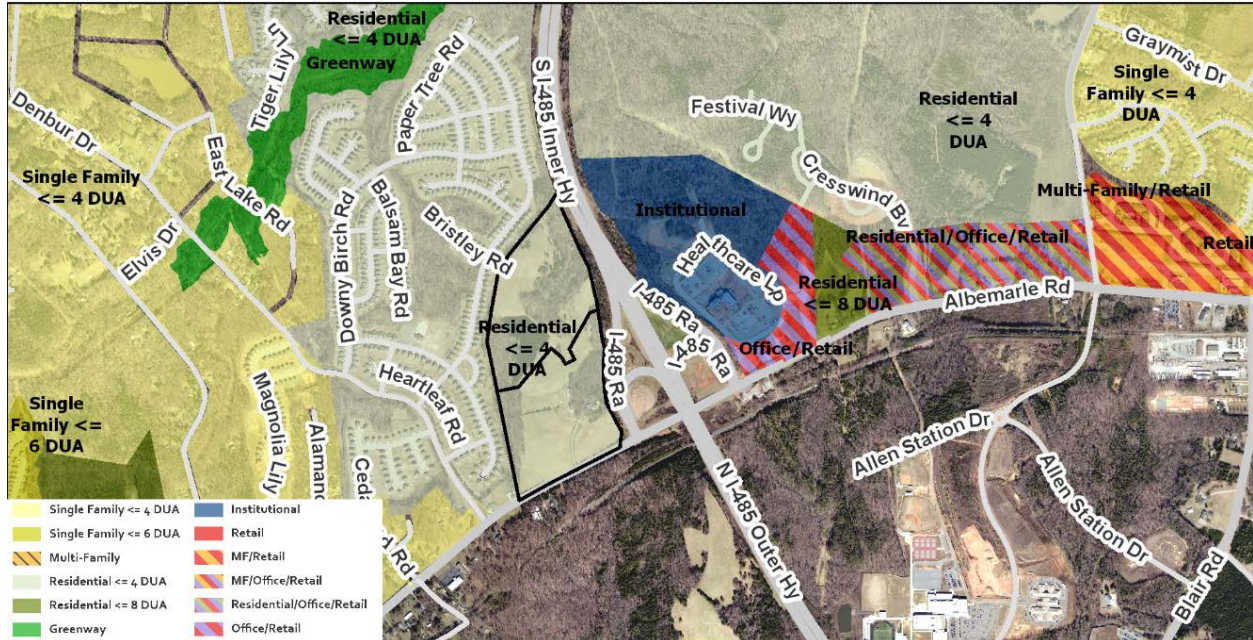 Residential
<= 4 DUA
Greenway
Tiger Lily Ln
Paper Tree Rd
S I-485 Inner Hy
Graymist Dr
Single
Family <= 4
DUA
Festival Wy
Residential
<= 4
DUA
Denbur Dr
East Lake Rd
Single Family
<= 4 DUA
Cresswind Bv
Multi-Family/Retail
Elvis Dr
Downy Birch Rd
Balsam Bay Rd
Bristley Rd
Institutional
Healthcare Lp
Residential/Office/Retail
Retail
Residential
<= 8 DUA
Albemarle Rd
I-485 Ra
I-485 Ra
I-485 Ra
Office/Retail
Residential
<= 4
DUA
Heartleaf Rd
Single
Family <=
6 DUA
Magnolia Lily
Alamanc
Ceda
d Rd
N I-485 Outer Hy
Allen Station Dr
Allen Station Dr
Blair Rd
Single Family <= 4 DUA
Single Family <= 6 DUA
Multi-Family
Residential <= 4 DUA
Residential <= 8 DUA
Greenway
Institutional
Retail
MF/Retail
MF/Office/Retail
Residential/Office/Retail
Office/Retail